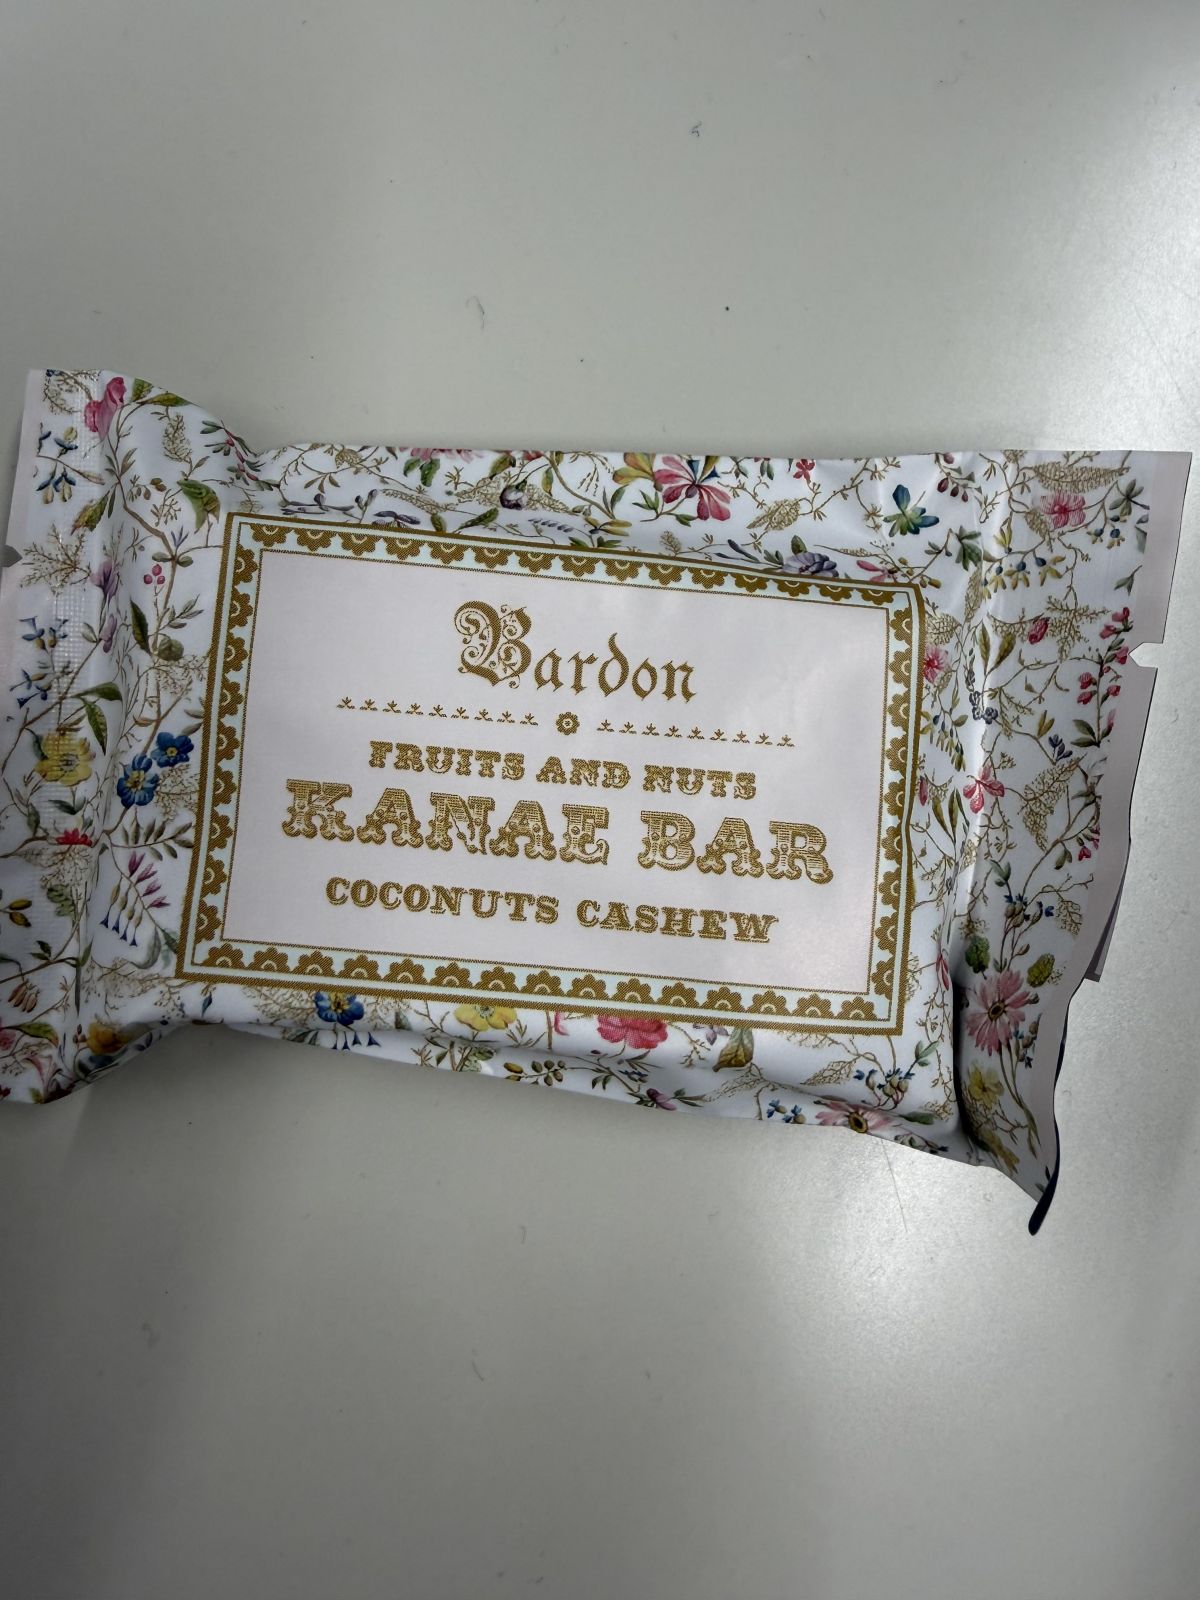 Bardon
FRUITS AND NUTS
KANAE BAR
COCONUTS CASHEW